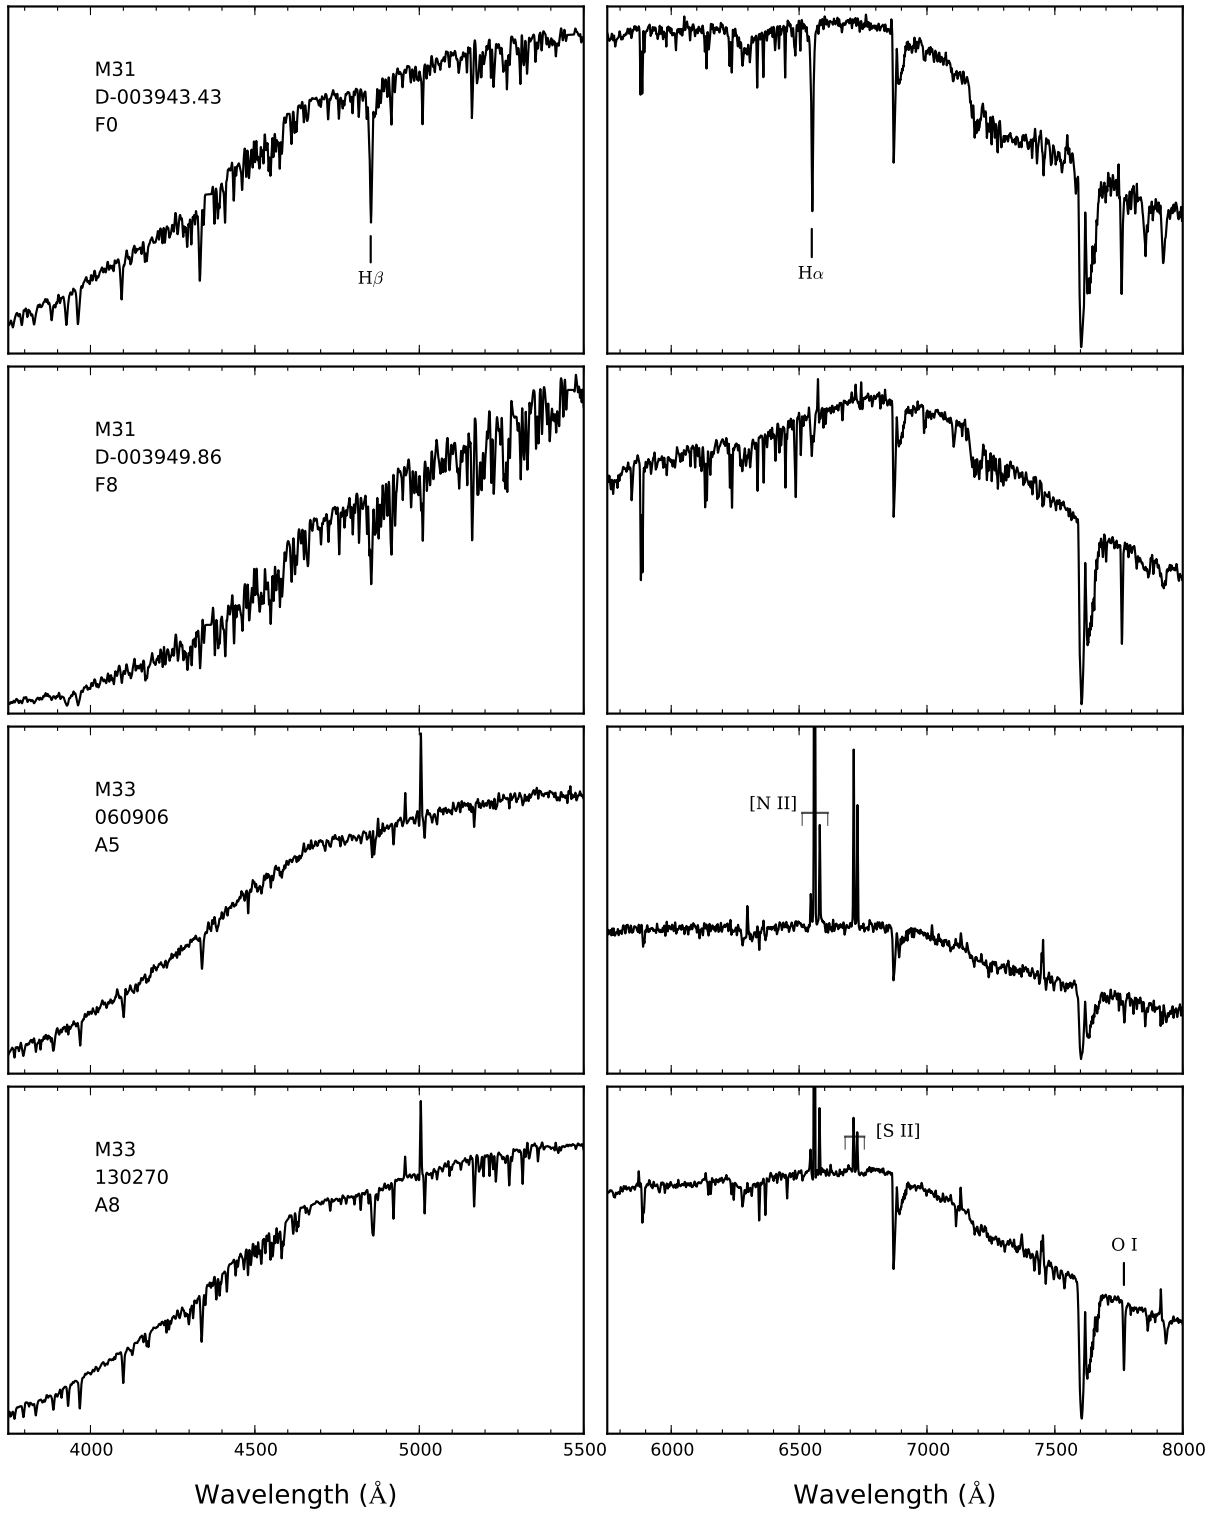 M31
D-003943.43
F0
Hβ
Hα
M31
D-003949.86
F8
M33
060906
A5
[N II]
M33
130270
A8
[S II]
O I
4000 4500 5000 5500 6000 6500 7000 7500 8000
Wavelength (Å) Wavelength (Å)